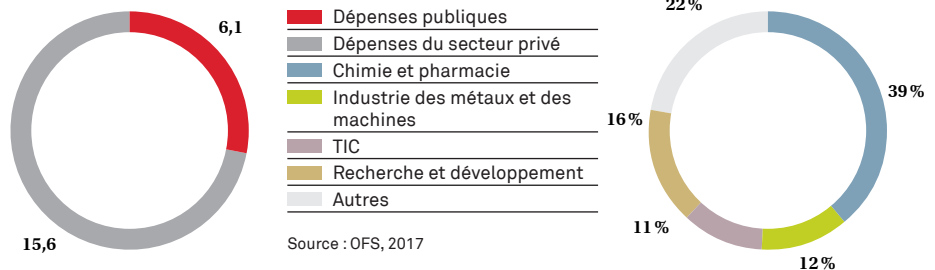 6,1
15,6
Dépenses publiques
Dépenses du secteur privé
Chimie et pharmacie
Industrie des métaux et des
machines
TIC
Recherche et développement
Autres
Source : OFS, 2017
22 %
39 %
16 %
11 %
12 %